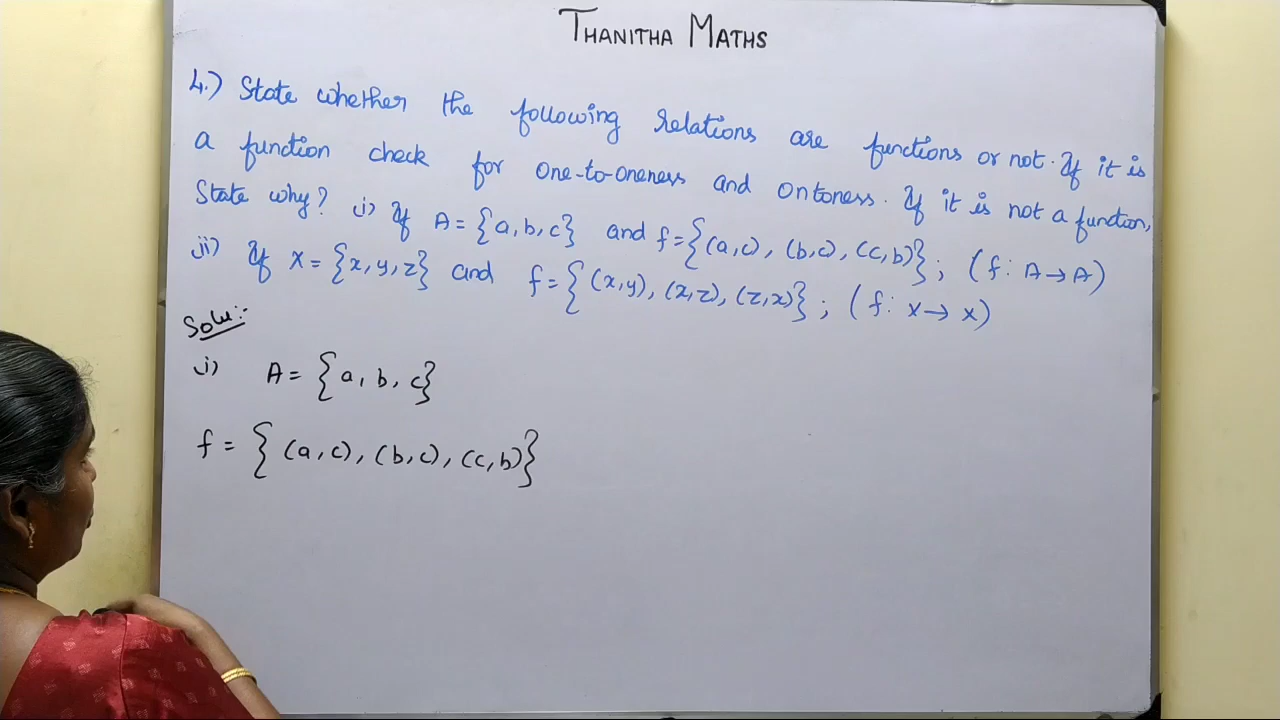 THANITHA MATHS
4.) State whether the following relations are functions or not. If it is
a function check for one-to-oneness and ontoness. If it is not a function,
State why? i) If A = {a, b, c} and f = {(a,c), (b,c), (c,b)}; (f: A→A)
ii) If X = {x, y, z} and f = {(x,y), (x,z), (z,x)}; (f: X→X)
Solu:-
i) A = {a, b, c}
f = {(a,c), (b,c), (c,b)}